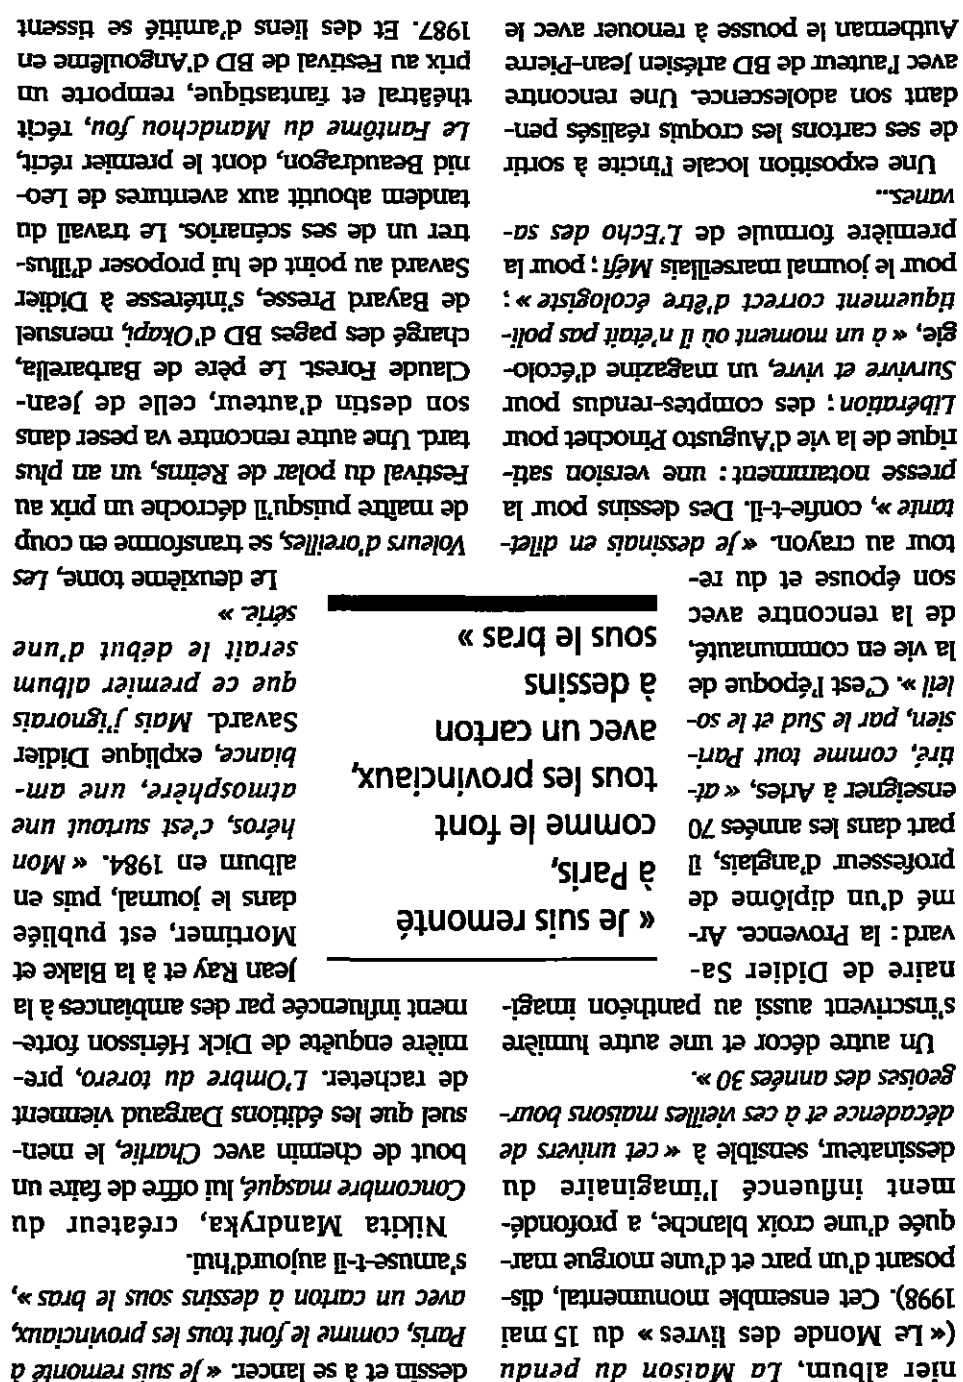 nier album, La Maison du pendu
(« Le Monde des livres » du 15 mai
1998). Cet ensemble monumental, dis-
posant d'un parc et d'une morgue mar-
quée d'une croix blanche, a profondé-
ment influencé l'imaginaire du
dessinateur, sensible à « cet univers de
décadence et à ces vieilles maisons bour-
geoises des années 30 ».
Un autre décor et une autre lumière
s'inscrivent aussi au panthéon imagi-
naire de Didier Sa-
vard : la Provence. Ar-
mé d'un diplôme de
professeur d'anglais, il
part dans les années 70
enseigner à Arles, « at-
tiré, comme tout Pari-
sien, par le Sud et le so-
leil ». C'est l'époque de
la vie en communauté,
de la rencontre avec
son épouse et du re-
tour au crayon. « Je dessinais en dilet-
tante », confie-t-il. Des dessins pour la
presse notamment : une version sati-
rique de la vie d'Augusto Pinochet pour
Libération ; des comptes-rendus pour
Survivre et vivre, un magazine d'écolo-
gie, « à un moment où il n'était pas poli-
tiquement correct d'être écologiste » ;
pour le journal marseillais Méfi ; pour la
première formule de L'Echo des sa-
vanes...
Une exposition locale l'incite à sortir
de ses cartons les croquis réalisés pen-
dant son adolescence. Une rencontre
avec l'auteur de BD arlésien Jean-Pierre
Autheman le pousse à renouer avec le
« Je suis remonté
à Paris,
comme le font
tous les provinciaux,
avec un carton
à dessins
sous le bras »
dessin et à se lancer. « Je suis remonté à
Paris, comme le font tous les provinciaux,
avec un carton à dessins sous le bras »,
s'amuse-t-il aujourd'hui.
Nikita Mandryka, créateur du
Concombre masqué, lui offre de faire un
bout de chemin avec Charlie, le men-
suel que les éditions Dargaud viennent
de racheter. L'Ombre du torero, pre-
mière enquête de Dick Hérisson forte-
ment influencée par des ambiances à la
Jean Ray et à la Blake et
Mortimer, est publiée
dans le journal, puis en
album en 1984. « Mon
héros, c'est surtout une
atmosphère, une am-
biance, explique Didier
Savard. Mais j'ignorais
que ce premier album
serait le début d'une
série. »
Le deuxième tome, Les
Voleurs d'oreilles, se transforme en coup
de maître puisqu'il décroche un prix au
Festival du polar de Reims, un an plus
tard. Une autre rencontre va peser dans
son destin d'auteur, celle de Jean-
Claude Forest. Le père de Barbarella,
chargé des pages BD d'Okapi, mensuel
de Bayard Presse, s'intéresse à Didier
Savard au point de lui proposer d'illus-
trer un de ses scénarios. Le travail du
tandem aboutit aux aventures de Leo-
nid Beaudragon, dont le premier récit,
Le Fantôme du Mandchou fou, récit
théâtral et fantastique, remporte un
prix au Festival de BD d'Angoulême en
1987. Et des liens d'amitié se tissent